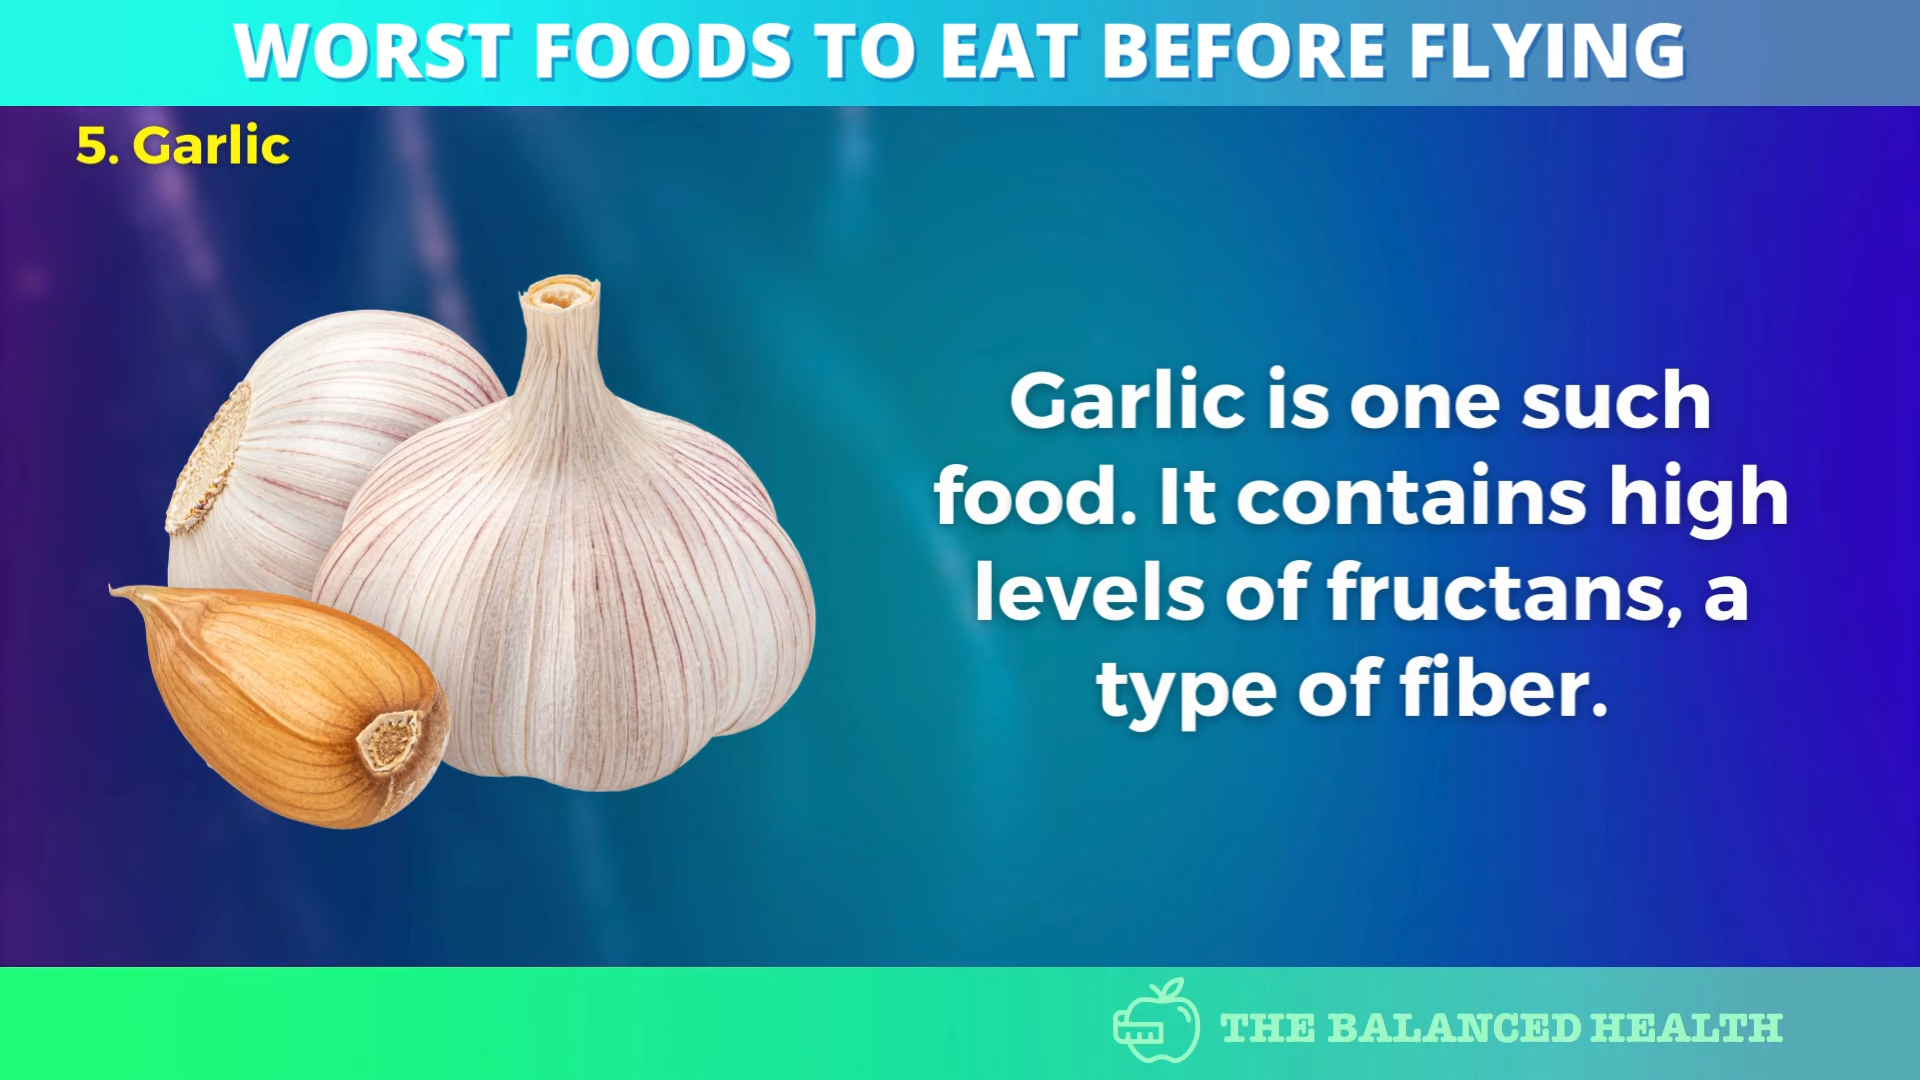 WORST FOODS TO EAT BEFORE FLYING
5. Garlic
Garlic is one such
food. It contains high
levels of fructans, a
type of fiber.
THE BALANCED HEALTH